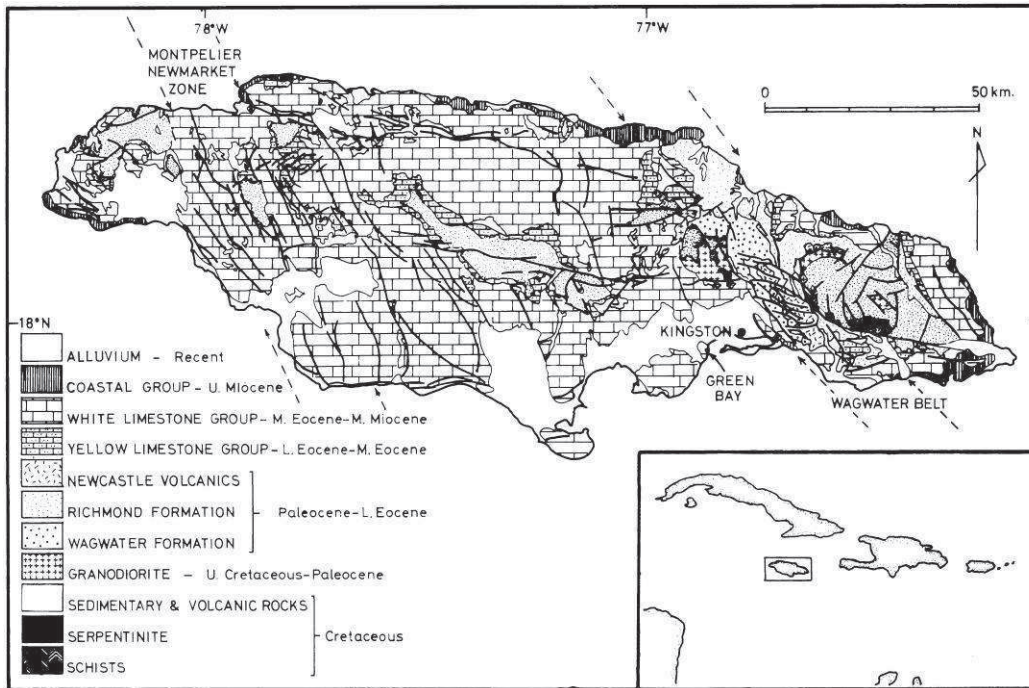 78°W
77°W
MONTPELIER
NEWMARKET
ZONE
0 50 km.
N
18°N
KINGSTON
GREEN
BAY
WAGWATER BELT
ALLUVIUM – Recent
COASTAL GROUP – U. Miocene
WHITE LIMESTONE GROUP – M. Eocene–M. Miocene
YELLOW LIMESTONE GROUP – L. Eocene–M. Eocene
NEWCASTLE VOLCANICS
RICHMOND FORMATION Paleocene–L. Eocene
WAGWATER FORMATION
GRANODIORITE – U. Cretaceous–Paleocene
SEDIMENTARY & VOLCANIC ROCKS
SERPENTINITE Cretaceous
SCHISTS